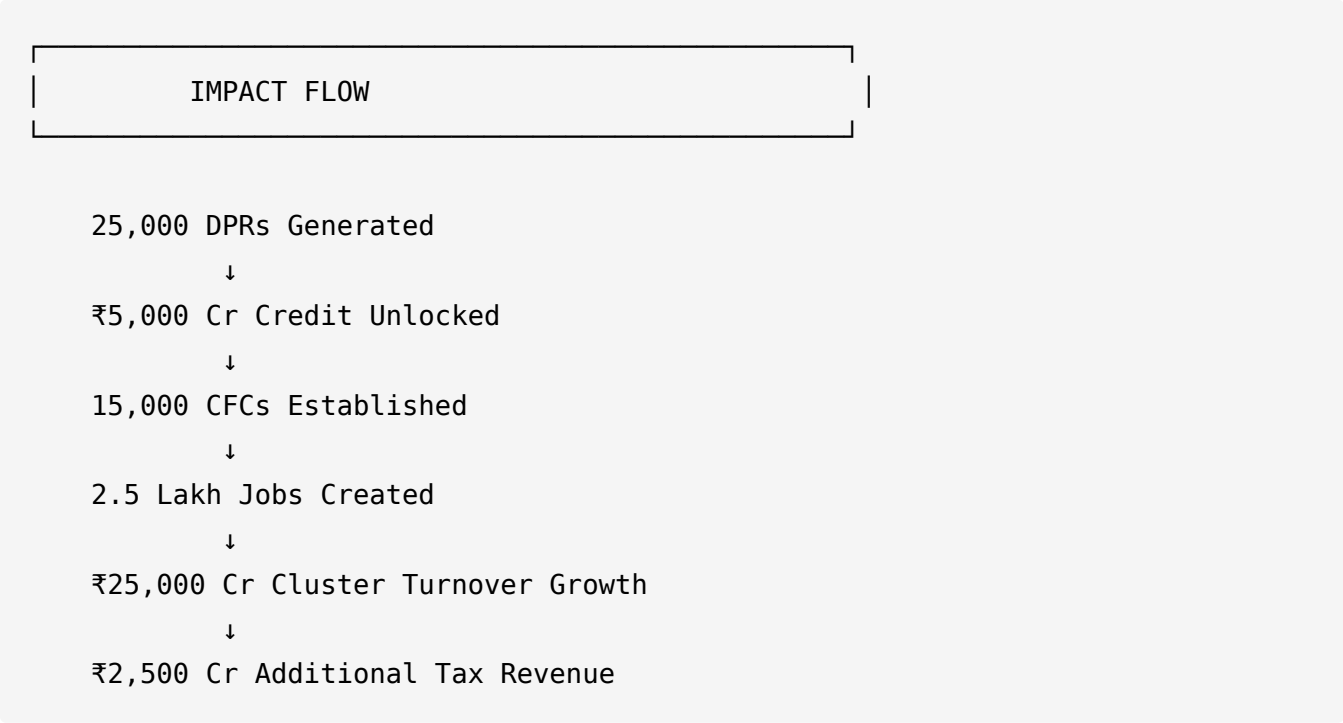 IMPACT FLOW
25,000 DPRs Generated
↓
₹5,000 Cr Credit Unlocked
↓
15,000 CFCs Established
↓
2.5 Lakh Jobs Created
↓
₹25,000 Cr Cluster Turnover Growth
↓
₹2,500 Cr Additional Tax Revenue